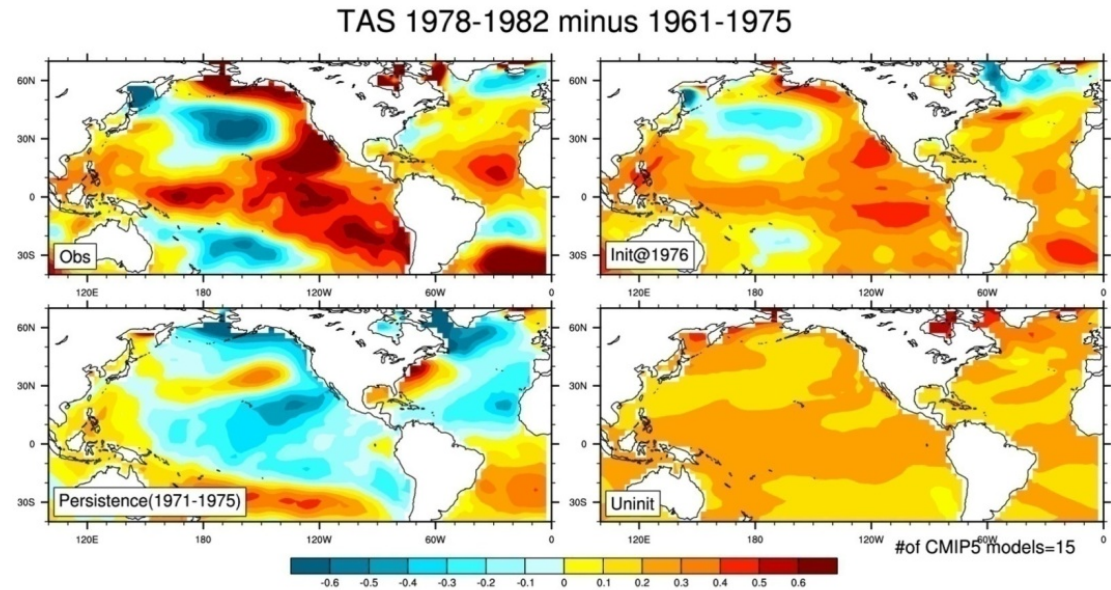 TAS 1978-1982 minus 1961-1975
60N
30N
0
30S
Obs
120E 180 120W 60W 0
60N
30N
0
30S
Init@1976
120E 180 120W 60W 0
60N
30N
0
30S
Persistence(1971-1975)
120E 180 120W 60W 0
60N
30N
0
30S
Uninit
120E 180 120W 60W 0
#of CMIP5 models=15
-0.6 -0.5 -0.4 -0.3 -0.2 -0.1 0 0.1 0.2 0.3 0.4 0.5 0.6